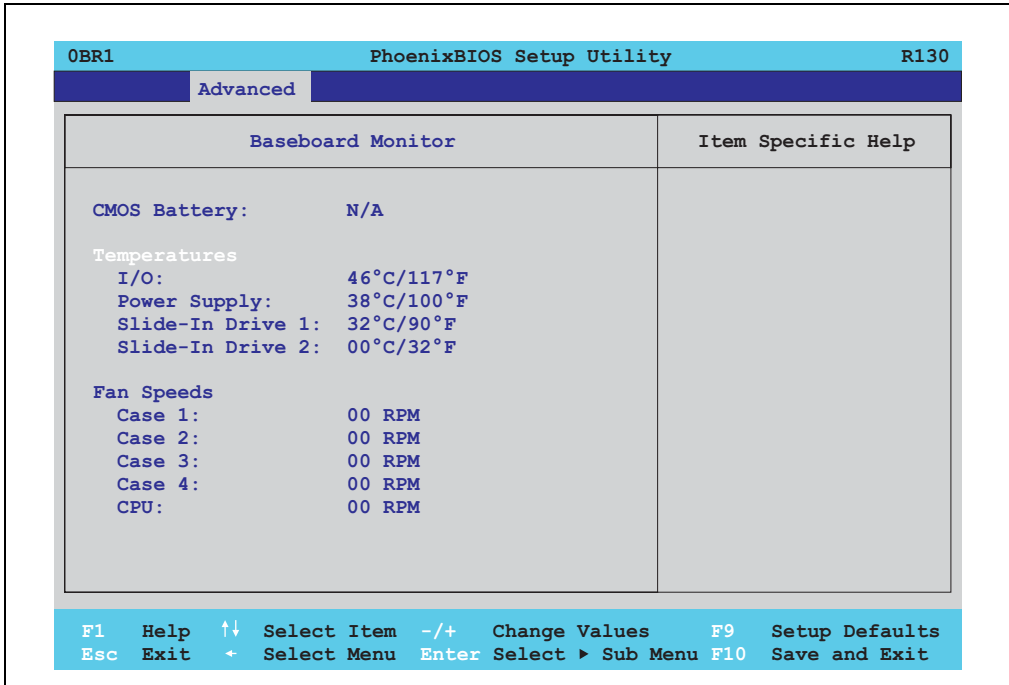 0BR1 PhoenixBIOS Setup Utility R130
Advanced
Baseboard Monitor Item Specific Help
CMOS Battery: N/A
Temperatures
I/O: 46°C/117°F
Power Supply: 38°C/100°F
Slide-In Drive 1: 32°C/90°F
Slide-In Drive 2: 00°C/32°F
Fan Speeds
Case 1: 00 RPM
Case 2: 00 RPM
Case 3: 00 RPM
Case 4: 00 RPM
CPU: 00 RPM
F1 Help ↑↓ Select Item -/+ Change Values F9 Setup Defaults
Esc Exit ← Select Menu Enter Select ▶ Sub Menu F10 Save and Exit